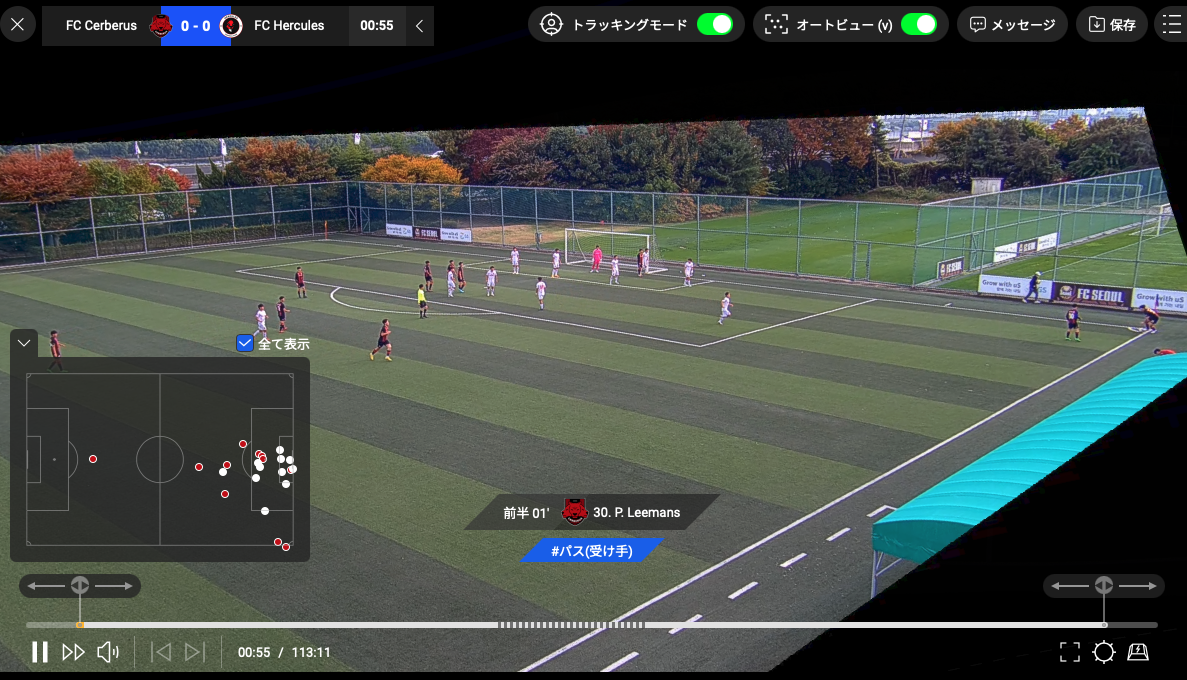 FC Cerberus 0 - 0 FC Hercules 00:55
トラッキングモード
オートビュー (v)
メッセージ
保存
Grow with uS
FC SEOUL
Grow with uS
全て表示
前半 01' 30. P. Leemans
#パス(受け手)
00:55 / 113:11